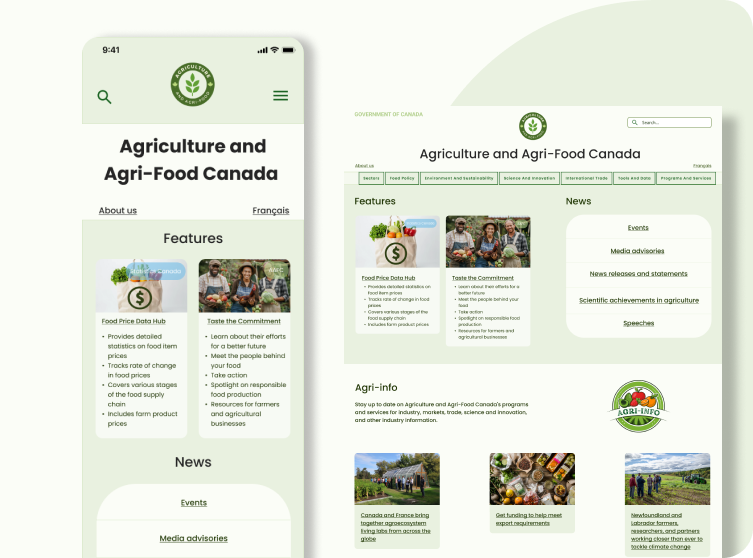 9:41
AGRICULTURE
AND AGRI-FOOD
Agriculture and
Agri-Food Canada
About us
Français
Features
Food Price Data Hub
• Provides detailed
statistics on food item
prices
• Tracks rate of change
in food prices
• Covers various stages
of the food supply
chain
• Includes farm product
prices
Taste the Commitment
• Learn about their efforts
for a better future
• Meet the people behind
your food
• Take action
• Spotlight on responsible
food production
• Resources for farmers
and agricultural
businesses
News
Events
Media advisories
GOVERNMENT OF CANADA
AGRICULTURE
AND AGRI-FOOD
Search...
Agriculture and Agri-Food Canada
About us
Français
Sectors
Food Policy
Environment And Sustainability
Science And Innovation
International Trade
Tools And Data
Programs And Services
Features
Food Price Data Hub
• Provides detailed statistics on
food item prices
• Tracks rate of change in food
prices
• Covers various stages of the
food supply chain
• Includes farm product prices
Taste the Commitment
• Learn about their efforts for a
better future
• Meet the people behind your
food
• Take action
• Spotlight on responsible food
production
• Resources for farmers and
agricultural businesses
News
Events
Media advisories
News releases and statements
Scientific achievements in agriculture
Speeches
Agri-info
Stay up to date on Agriculture and Agri-Food Canada's programs
and services for industry, markets, trade, science and innovation,
and other industry information.
AGRI-INFO
Canada and France bring
together agroecosystem
living labs from across the
globe
Get funding to help meet
export requirements
Newfoundland and
Labrador farmers,
researchers, and partners
working closer than ever to
tackle climate change